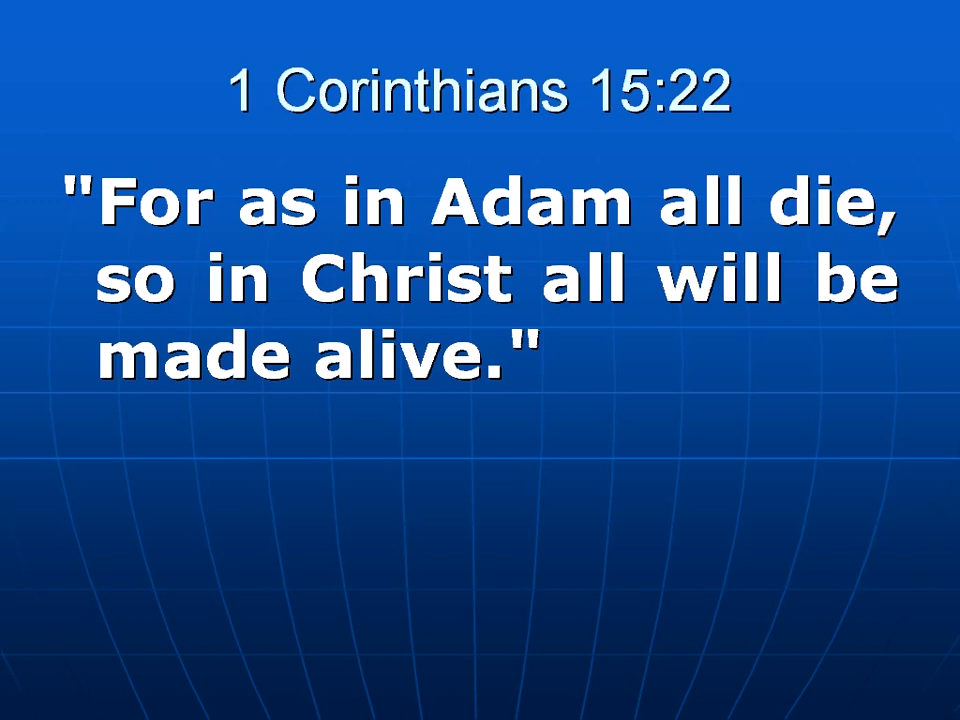 1 Corinthians 15:22
"For as in Adam all die,
so in Christ all will be
made alive."